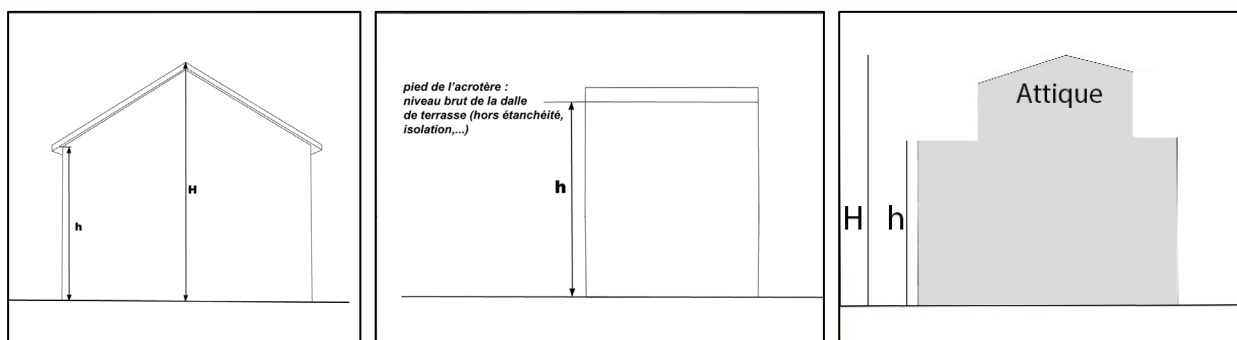 H
h
pied de l'acrotère :
niveau brut de la dalle
de terrasse (hors étanchéité,
isolation,...)
h
Attique
H
h